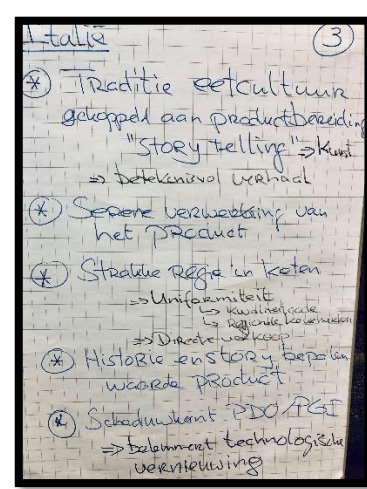 Italië ③
* Traditie eetcultuur
gekoppeld aan productbereiding
"Story telling" => Kunst
=> betekenisvol verhaal
* Serene verwerking van
het product
* Strakke Regie in keten
=> Uniformiteit
↳ Kwaliteit
↳ Regionale
=> Directe verkoop
* Historie en story bepalen
waarde product
* Schaduwkant PDO/PGI
=> belemmert technologische
vernieuwing